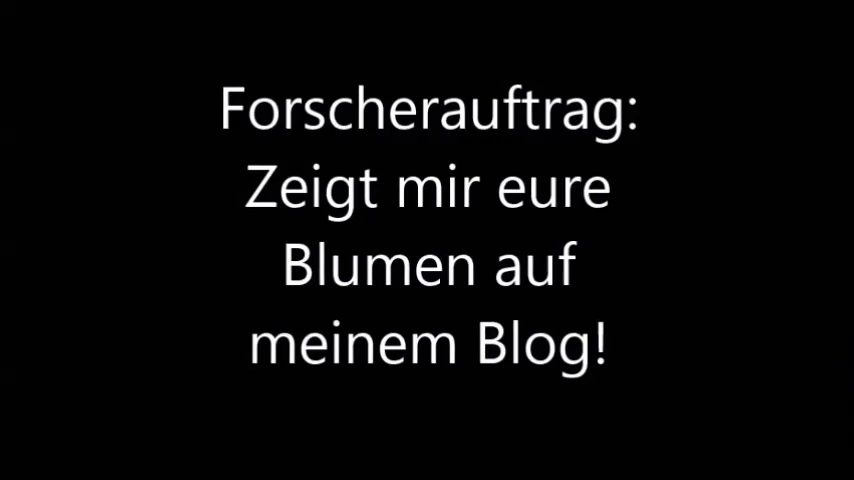 Forscherauftrag:
Zeigt mir eure
Blumen auf
meinem Blog!